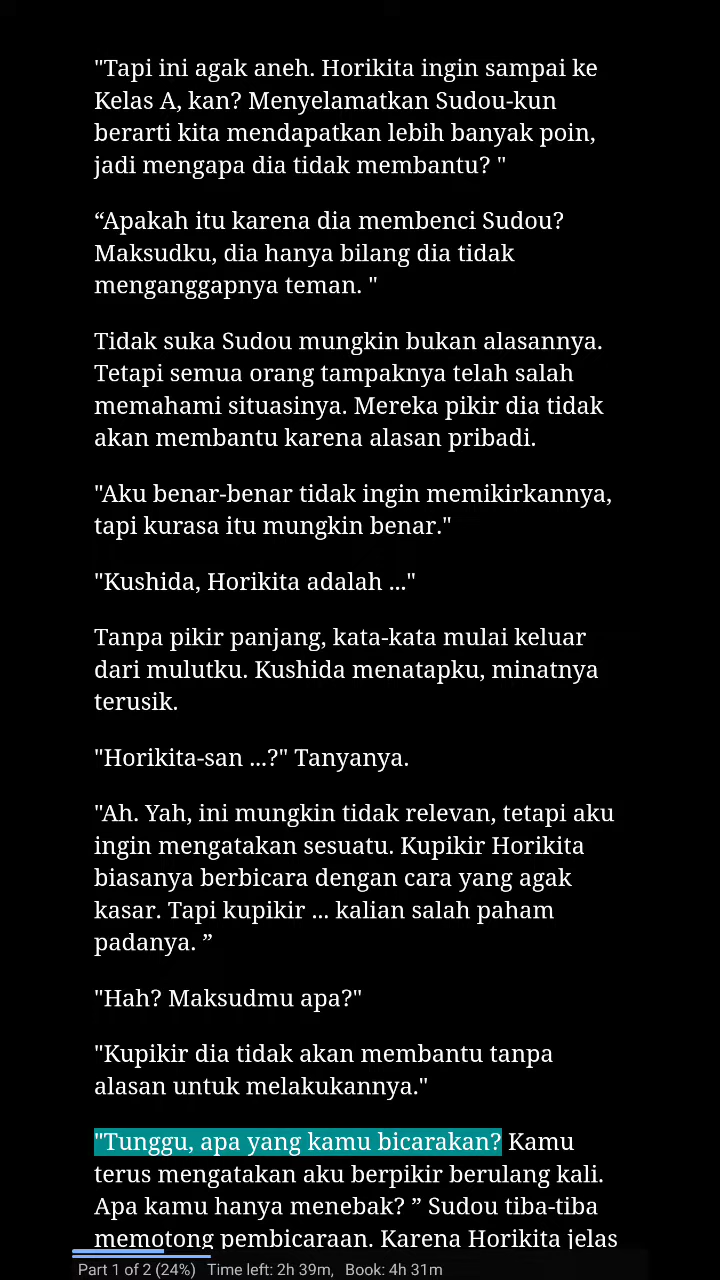 "Tapi ini agak aneh. Horikita ingin sampai ke
Kelas A, kan? Menyelamatkan Sudou-kun
berarti kita mendapatkan lebih banyak poin,
jadi mengapa dia tidak membantu? "
“Apakah itu karena dia membenci Sudou?
Maksudku, dia hanya bilang dia tidak
menganggapnya teman. "
Tidak suka Sudou mungkin bukan alasannya.
Tetapi semua orang tampaknya telah salah
memahami situasinya. Mereka pikir dia tidak
akan membantu karena alasan pribadi.
"Aku benar-benar tidak ingin memikirkannya,
tapi kurasa itu mungkin benar."
"Kushida, Horikita adalah ..."
Tanpa pikir panjang, kata-kata mulai keluar
dari mulutku. Kushida menatapku, minatnya
terusik.
"Horikita-san ...?" Tanyanya.
"Ah. Yah, ini mungkin tidak relevan, tetapi aku
ingin mengatakan sesuatu. Kupikir Horikita
biasanya berbicara dengan cara yang agak
kasar. Tapi kupikir ... kalian salah paham
padanya. ”
"Hah? Maksudmu apa?"
"Kupikir dia tidak akan membantu tanpa
alasan untuk melakukannya."
"Tunggu, apa yang kamu bicarakan? Kamu
terus mengatakan aku berpikir berulang kali.
Apa kamu hanya menebak? ” Sudou tiba-tiba
memotong pembicaraan. Karena Horikita jelas
Part 1 of 2 (24%) Time left: 2h 39m, Book: 4h 31m